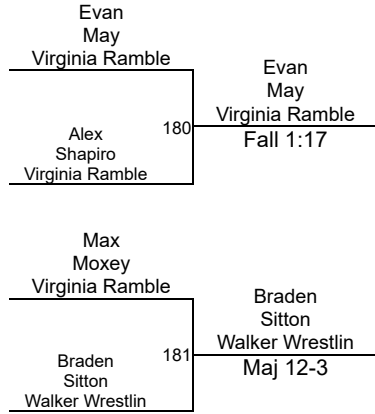 Evan
May
Virginia Ramble
Evan
May
Virginia Ramble
180
Fall 1:17
Alex
Shapiro
Virginia Ramble
Max
Moxey
Virginia Ramble
Braden
Sitton
Walker Wrestlin
181
Maj 12-3
Braden
Sitton
Walker Wrestlin